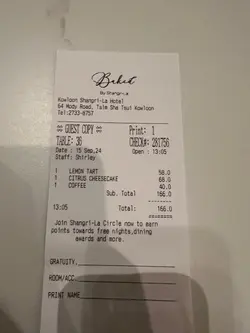 Baket
By Shangri-La
Kowloon Shangri-La Hotel
64 Mody Road, Tsim Sha Tsui Kowloon
Tel:2733-8757
== GUEST COPY == Print: 1
TABLE: 36 CHECK#: 281756
Date : 15 Sep,24 Open : 13:05
Staff: Shirley
1 LEMON TART 58.0
1 CITRUS CHEESECAKE 66.0
1 COFFEE 40.0
Sub. Total 166.0
13:05 Total: 166.0
Join Shangri-La Circle now to earn
points towards free nights,dining
awards and more.
GRATUITY
ROOM/ACC
PRINT NAME